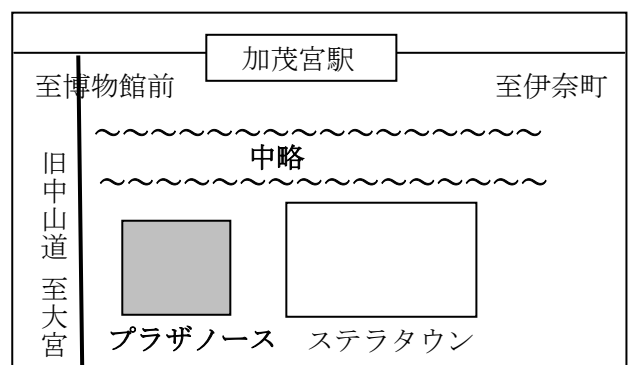 加茂宮駅
至博物館前
至伊奈町
中略
旧中山道 至大宮
プラザノース
ステラタウン